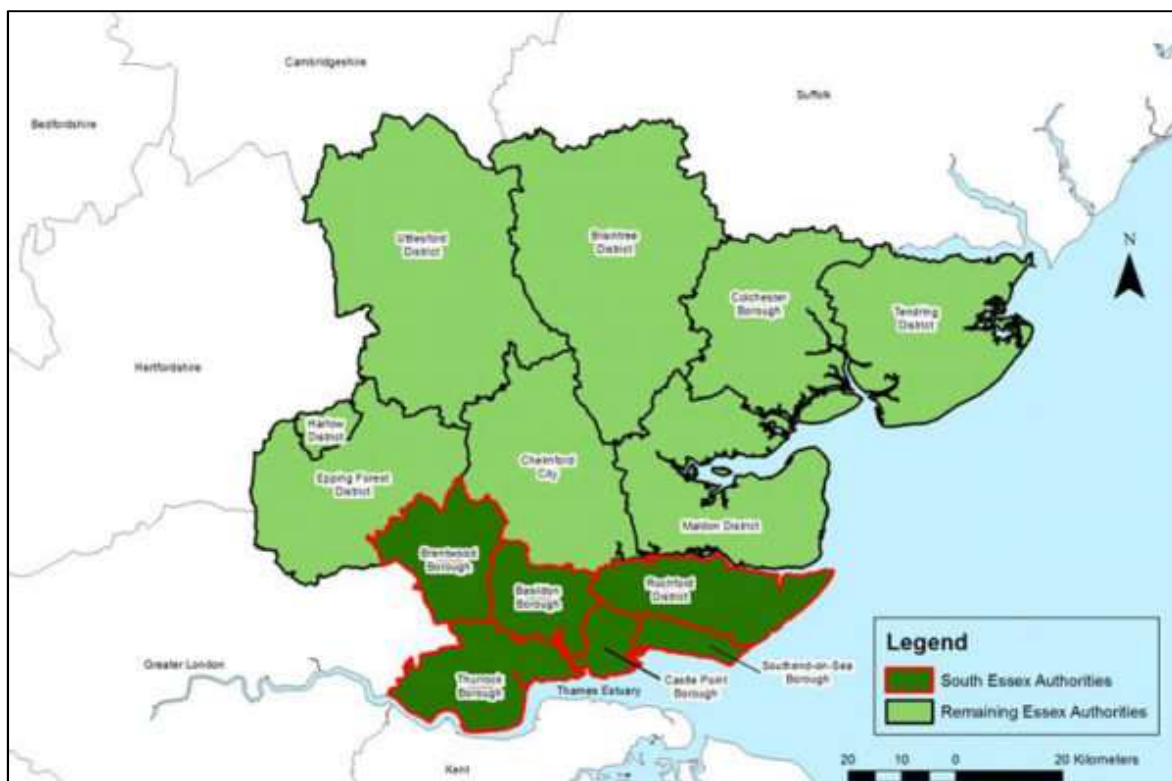 Cambridgeshire
Suffolk
Bedfordshire
Uttlesford
District
Braintree
District
N
Colchester
Borough
Tendring
District
Hertfordshire
Harlow
District
Chelmford
City
Epping Forest
District
Maldon District
Brentwood
Borough
Basildon
Borough
Rochford
District
Legend
Greater London
Southend-on-Sea
Borough
South Essex Authorities
Thurrock
Borough
Castle Point
Borough
Thames Estuary
Remaining Essex Authorities
20 10 0 20 Kilometers
Kent